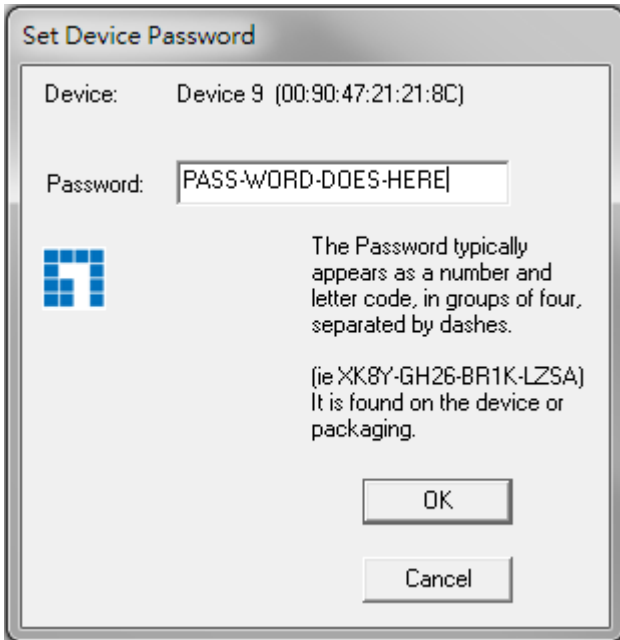 Set Device Password
Device: Device 9 (00:90:47:21:21:8C)
Password: PASS-WORD-DOES-HERE
The Password typically
appears as a number and
letter code, in groups of four,
separated by dashes.
(ie XK8Y-GH26-BR1K-LZSA)
It is found on the device or
packaging.
OK
Cancel